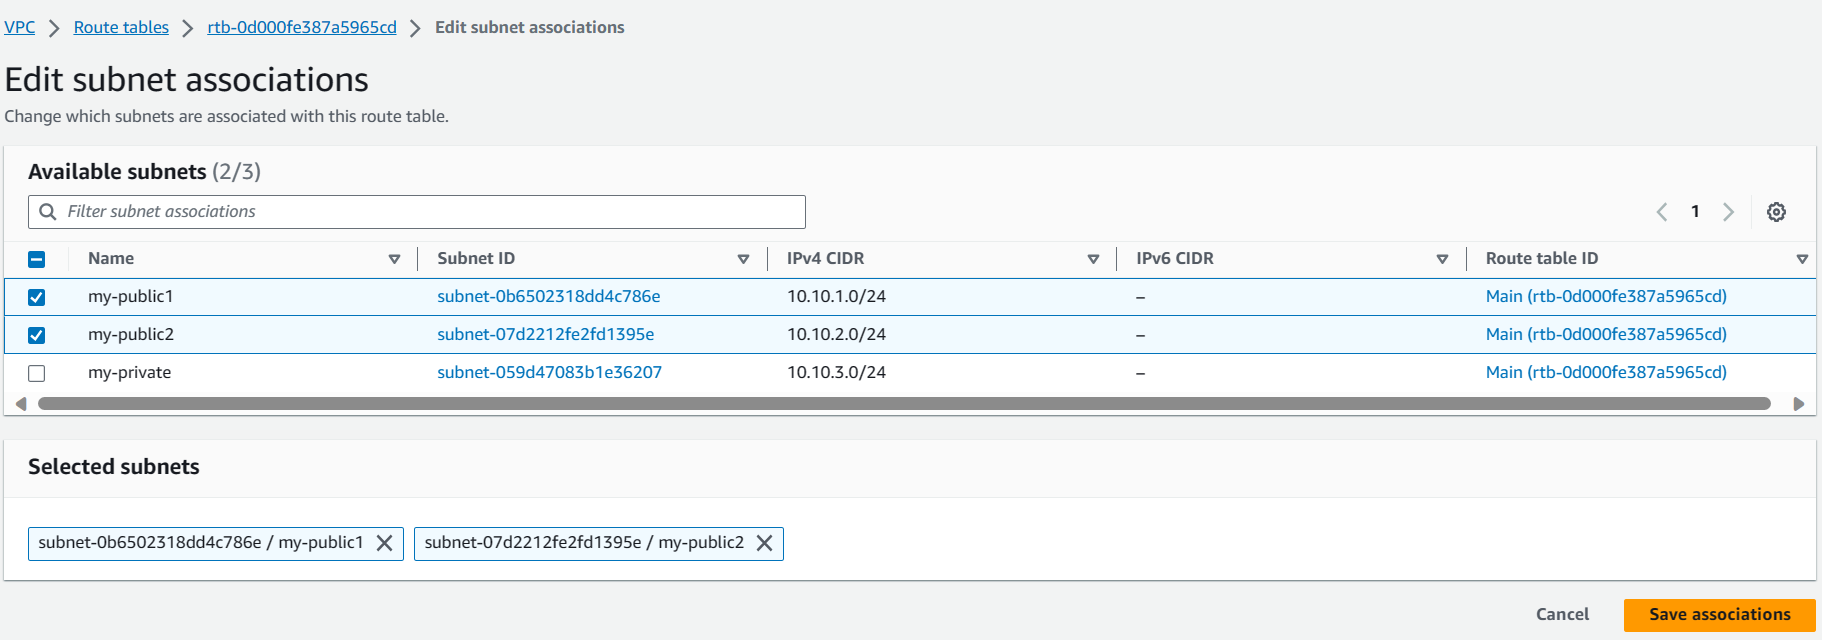 VPC > Route tables > rtb-0d000fe387a5965cd > Edit subnet associations
Edit subnet associations
Change which subnets are associated with this route table.
Available subnets (2/3)
Filter subnet associations
1
Name Subnet ID IPv4 CIDR IPv6 CIDR Route table ID
my-public1 subnet-0b6502318dd4c786e 10.10.1.0/24 – Main (rtb-0d000fe387a5965cd)
my-public2 subnet-07d2212fe2fd1395e 10.10.2.0/24 – Main (rtb-0d000fe387a5965cd)
my-private subnet-059d47083b1e36207 10.10.3.0/24 – Main (rtb-0d000fe387a5965cd)
Selected subnets
subnet-0b6502318dd4c786e / my-public1 subnet-07d2212fe2fd1395e / my-public2
Cancel Save associations